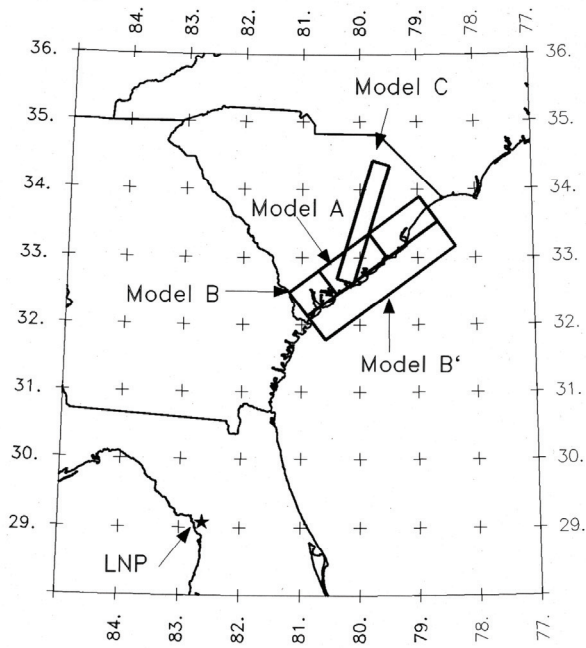 84. 83. 82. 81. 80. 79. 78. 77.
36. 36.
Model C
35. 35.
34. 34.
Model A
33. 33.
Model B
32. 32.
Model B‘
31. 31.
30. 30.
29. 29.
LNP
84. 83. 82. 81. 80. 79. 78. 77.